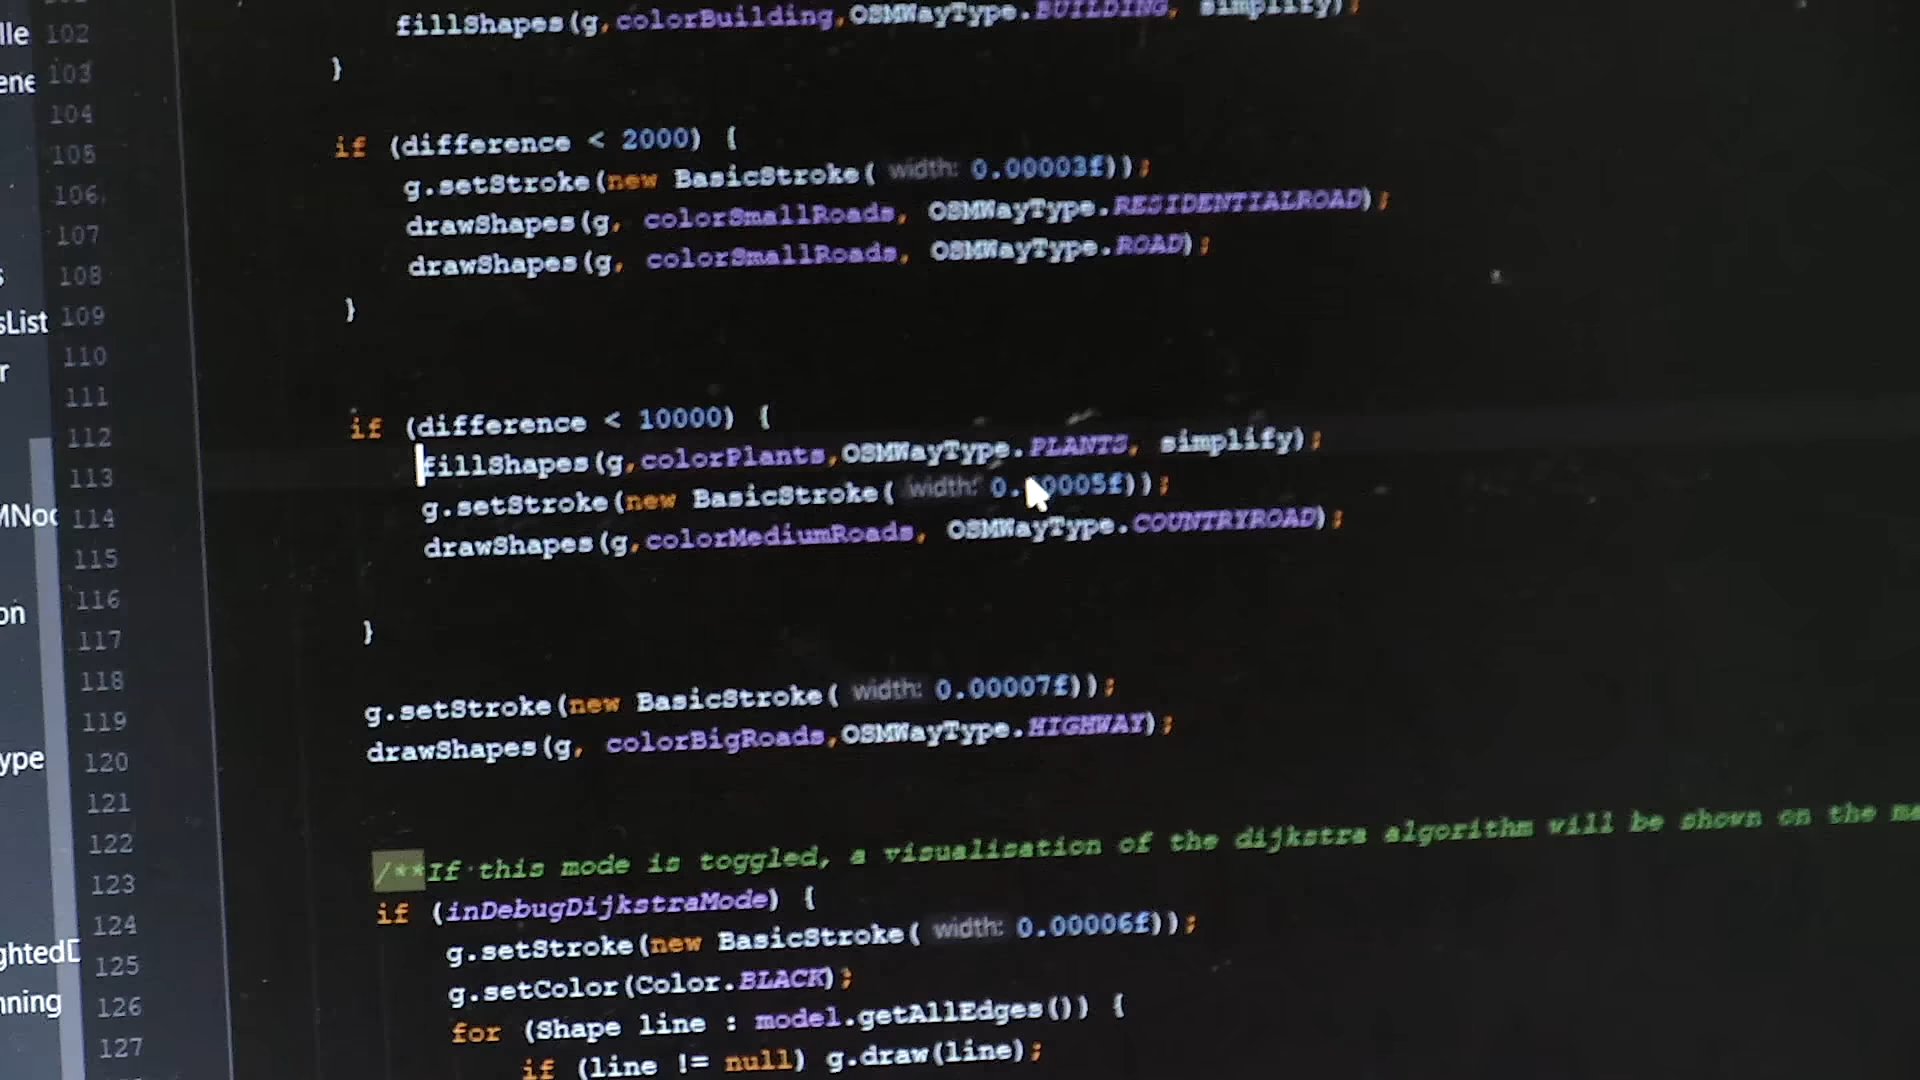 lle 102 fillShapes(g,colorBuilding,OSMWayType.BUILDING, simplify);
ene 103 }
104
105 if (difference < 2000) {
106 g.setStroke(new BasicStroke( width: 0.00003f));
107 drawShapes(g, colorSmallRoads, OSMWayType.RESIDENTIALROAD);
108 drawShapes(g, colorSmallRoads, OSMWayType.ROAD);
sList 109 }
r 110
111
112 if (difference < 10000) {
113 fillShapes(g,colorPlants,OSMWayType.PLANTS, simplify);
MNoc 114 g.setStroke(new BasicStroke( width: 0.00005f));
115 drawShapes(g,colorMediumRoads, OSMWayType.COUNTRYROAD);
on 116
117 }
118
119 g.setStroke(new BasicStroke( width: 0.00007f));
ype 120 drawShapes(g, colorBigRoads,OSMWayType.HIGHWAY);
121
122
123 /**If this mode is toggled, a visualisation of the dijkstra algorithm will be shown on the ma
124 if (inDebugDijkstraMode) {
ghtedD 125 g.setStroke(new BasicStroke( width: 0.00006f));
nning 126 g.setColor(Color.BLACK);
127 for (Shape line : model.getAllEdges()) {
if (line != null) g.draw(line);